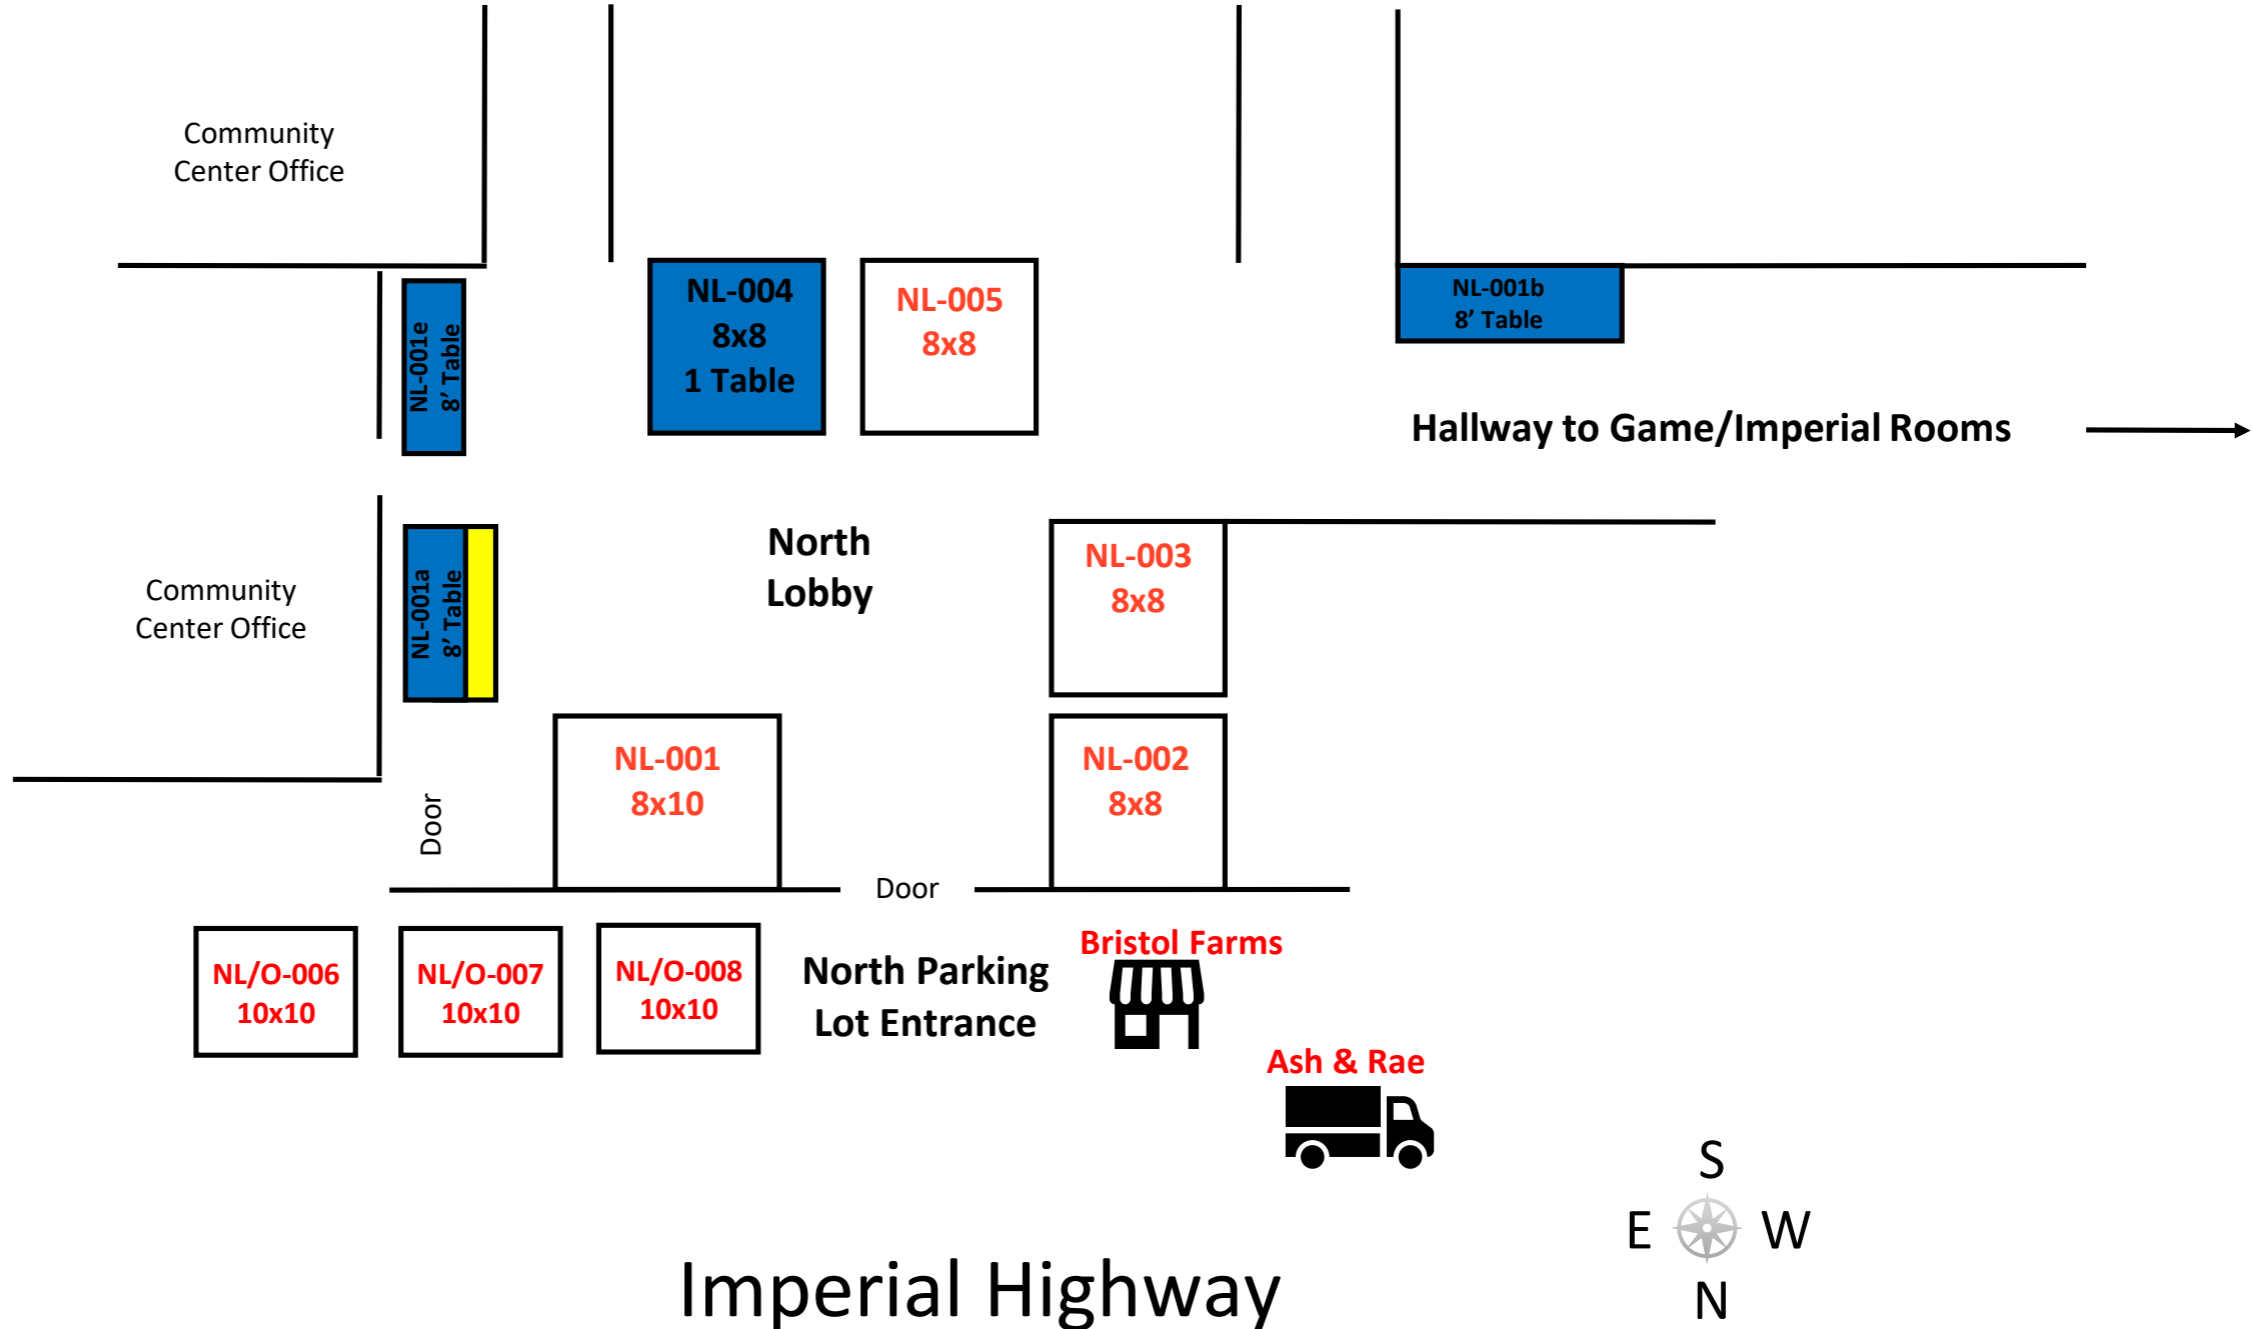 Community
Center Office
NL-004
8x8
1 Table
NL-005
8x8
NL-001b
8’ Table
NL-001e
8’ Table
Hallway to Game/Imperial Rooms
North
Lobby
NL-003
8x8
Community
Center Office
NL-001a
8’ Table
NL-001
8x10
NL-002
8x8
Door
Door
NL/O-006
10x10
NL/O-007
10x10
NL/O-008
10x10
North Parking
Lot Entrance
Bristol Farms
Ash & Rae
S
E W
N
Imperial Highway